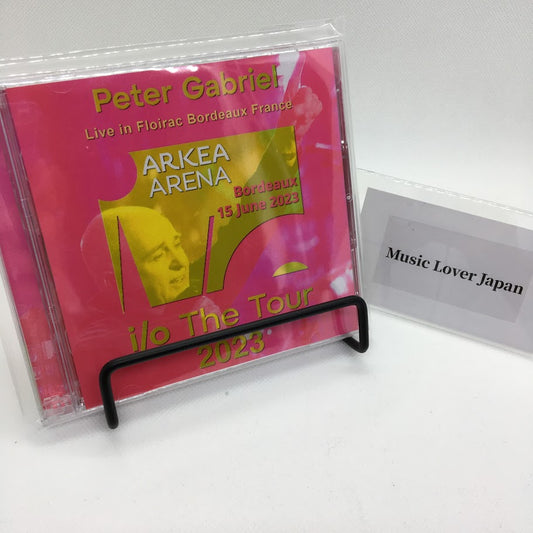 Peter Gabriel
Live in Floirac Bordeaux France
ARKEA
ARENA
Bordeaux
15 June 2023
i/o The Tour
2023
Music Lover Japan